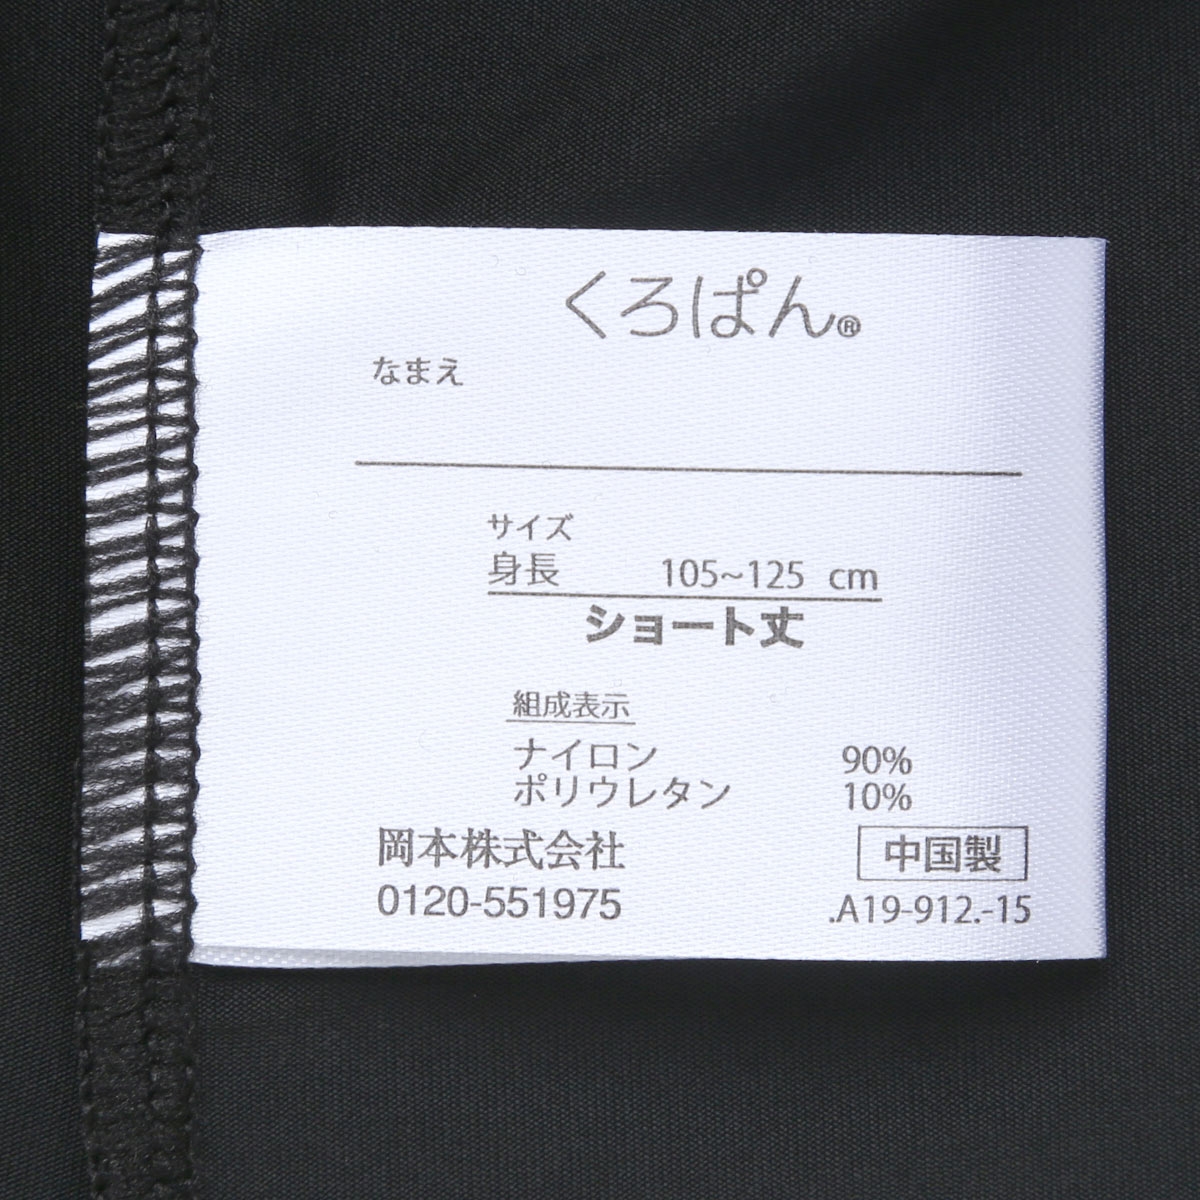 くろぱん®
なまえ
サイズ
身長 105~125 cm
ショート丈
組成表示
ナイロン 90%
ポリウレタン 10%
岡本株式会社 中国製
0120-551975 .A19-912.-15